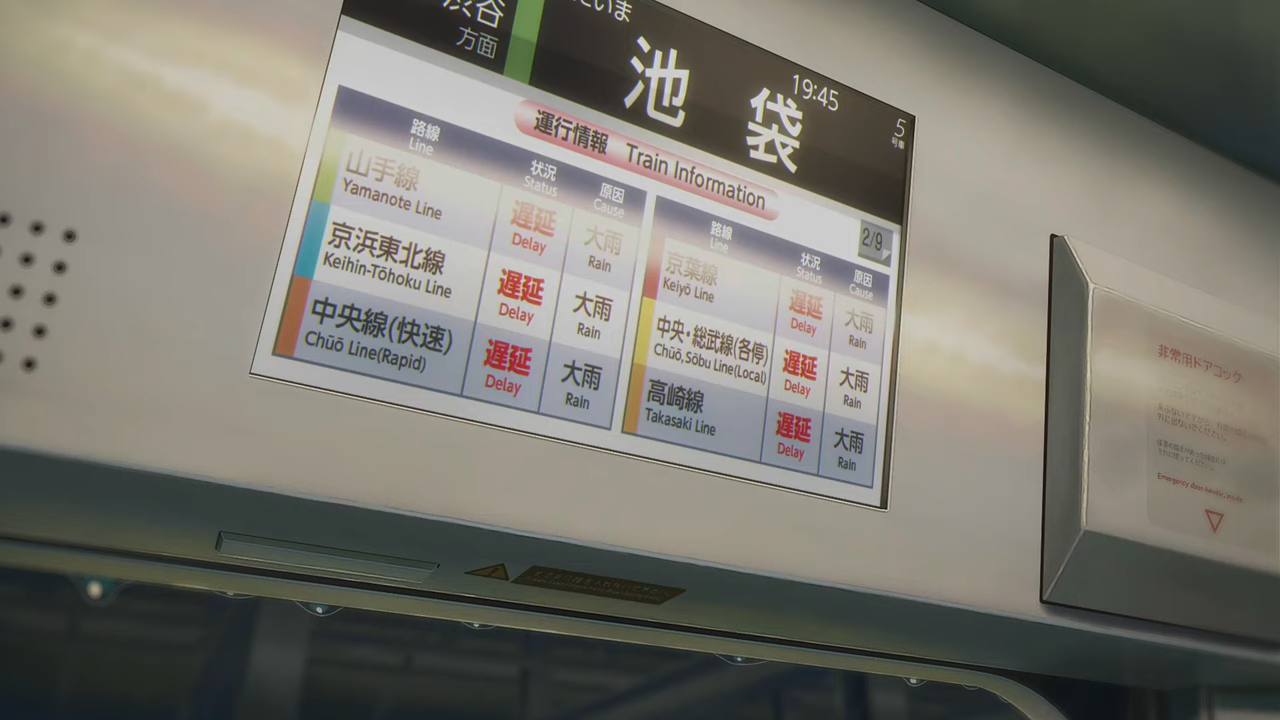 渋谷
方面
ただいま
池袋
19:45
5
号車
運行情報 Train Information
2/9
路線
Line
状況
Status
原因
Cause
山手線
Yamanote Line
遅延
Delay
大雨
Rain
京浜東北線
Keihin-Tōhoku Line
遅延
Delay
大雨
Rain
中央線(快速)
Chūō Line(Rapid)
遅延
Delay
大雨
Rain
路線
Line
状況
Status
原因
Cause
京葉線
Keiyō Line
遅延
Delay
大雨
Rain
中央・総武線(各停)
Chūō,Sōbu Line(Local)
遅延
Delay
大雨
Rain
高崎線
Takasaki Line
遅延
Delay
大雨
Rain
非常用ドアコック